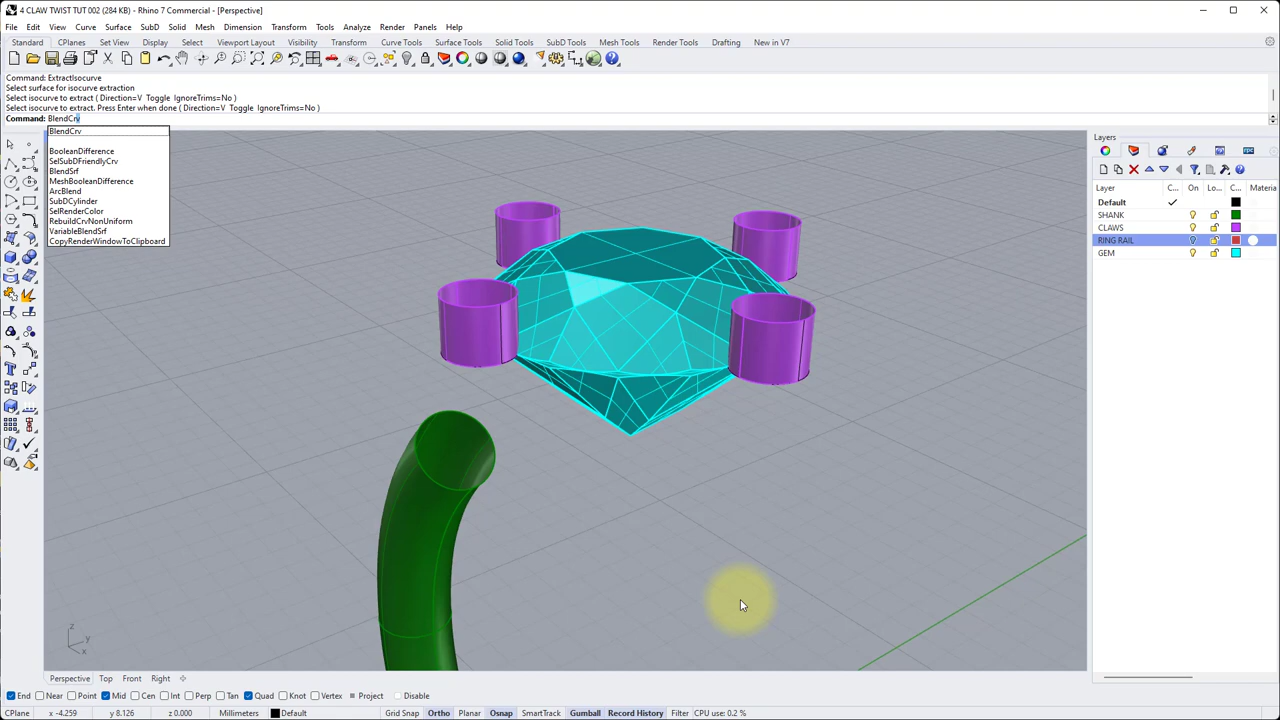 4 CLAW TWIST TUT 002 (284 KB) - Rhino 7 Commercial - [Perspective]
File Edit View Curve Surface SubD Solid Mesh Dimension Transform Tools Analyze Render Panels Help
Standard CPlanes Set View Display Select Viewport Layout Visibility Transform Curve Tools Surface Tools Solid Tools SubD Tools Mesh Tools Render Tools Drafting New in V7
Command: ExtractIsocurve
Select surface for isocurve extraction
Select isocurve to extract ( Direction=V Toggle IgnoreTrims=No )
Select isocurve to extract. Press Enter when done ( Direction=V Toggle IgnoreTrims=No )
Command: BlendCrv
BlendCrv
BooleanDifference
SelSubDFriendlyCrv
BlendSrf
MeshBooleanDifference
ArcBlend
SubDCylinder
SelRenderColor
RebuildCrvNonUniform
VariableBlendSrf
CopyRenderWindowToClipboard
Layers
Layer C... On Lo... C... Materia
Default
SHANK
CLAWS
RING RAIL
GEM
z
y
x
Perspective Top Front Right
End Near Point Mid Cen Int Perp Tan Quad Knot Vertex Project Disable
CPlane x -4.259 y 8.126 z 0.000 Millimeters Default Grid Snap Ortho Planar Osnap SmartTrack Gumball Record History Filter CPU use: 0.2 %